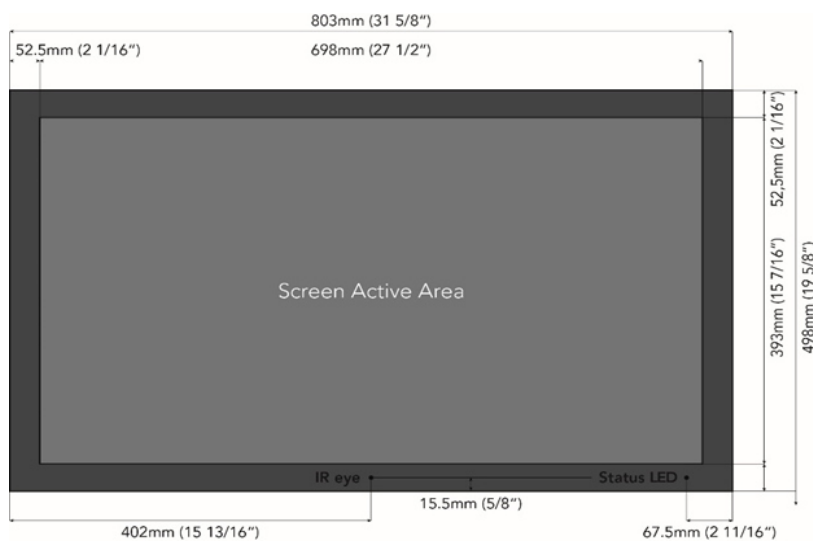 803mm (31 5/8“)
52.5mm (2 1/16“)
698mm (27 1/2“)
52,5mm (2 1/16“)
393mm (15 7/16“)
498mm (19 5/8“)
Screen Active Area
IR eye
Status LED
15.5mm (5/8“)
402mm (15 13/16“)
67.5mm (2 11/16“)